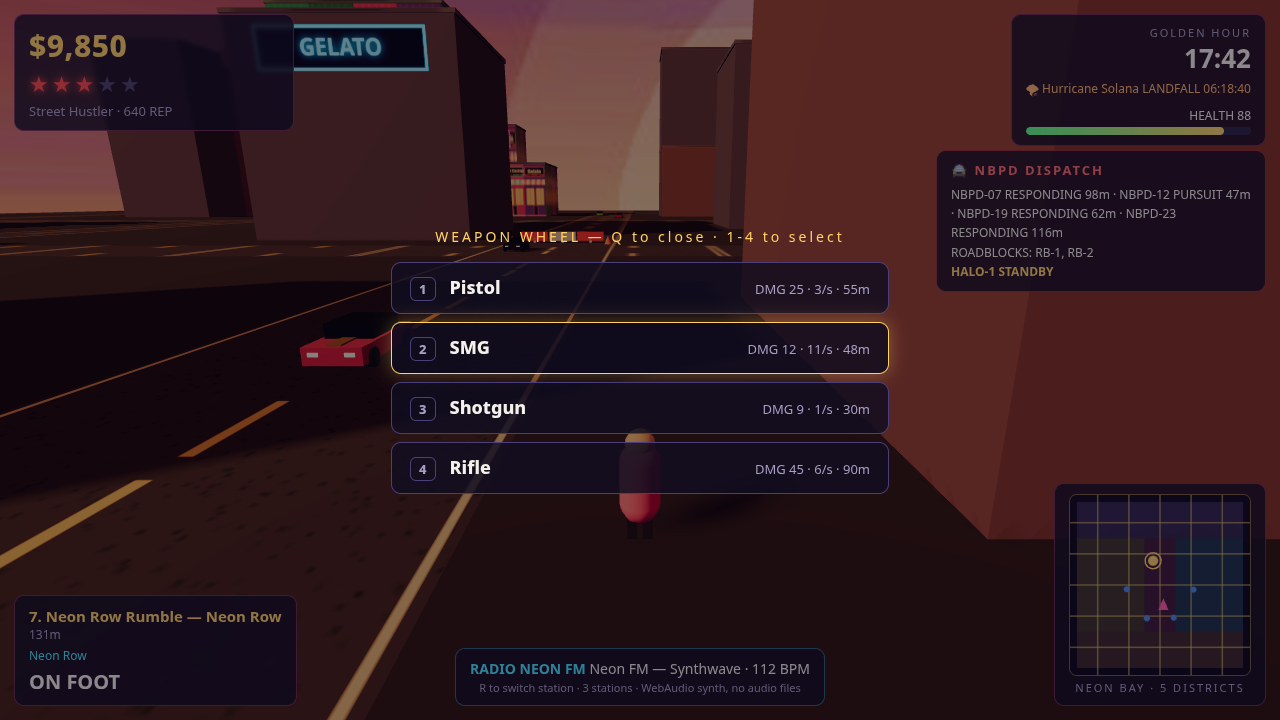 $9,850
★★★★★
Street Hustler · 640 REP
GELATO
GOLDEN HOUR
17:42
Hurricane Solana LANDFALL 06:18:40
HEALTH 88
NBPD DISPATCH
NBPD-07 RESPONDING 98m · NBPD-12 PURSUIT 47m
· NBPD-19 RESPONDING 62m · NBPD-23
RESPONDING 116m
ROADBLOCKS: RB-1, RB-2
HALO-1 STANDBY
WEAPON WHEEL — Q to close · 1-4 to select
1 Pistol DMG 25 · 3/s · 55m
2 SMG DMG 12 · 11/s · 48m
3 Shotgun DMG 9 · 1/s · 30m
4 Rifle DMG 45 · 6/s · 90m
7. Neon Row Rumble — Neon Row
131m
Neon Row
ON FOOT
RADIO NEON FM Neon FM — Synthwave · 112 BPM
R to switch station · 3 stations · WebAudio synth, no audio files
NEON BAY · 5 DISTRICTS